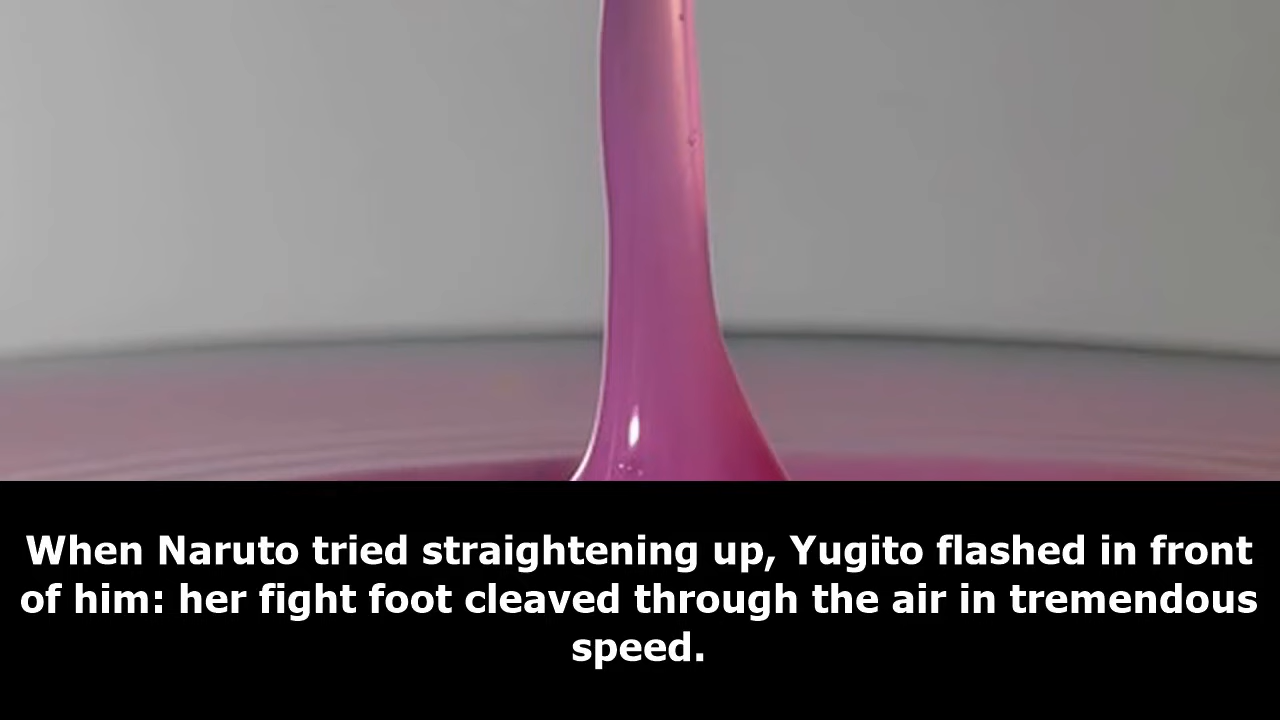 When Naruto tried straightening up, Yugito flashed in front
of him: her fight foot cleaved through the air in tremendous
speed.